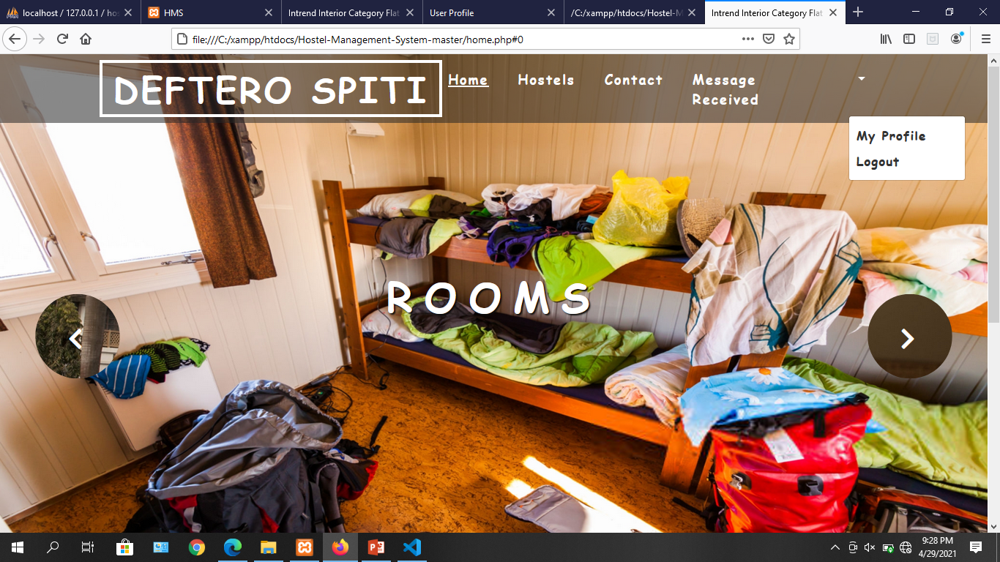 localhost / 127.0.0.1 / hos
HMS
Intrend Interior Category Flat
User Profile
/C:/xampp/htdocs/Hostel-M
Intrend Interior Category Flat
file:///C:/xampp/htdocs/Hostel-Management-System-master/home.php#0
DEFTERO SPITI
Home
Hostels
Contact
Message
Received
My Profile
Logout
ROOMS
9:28 PM
4/29/2021